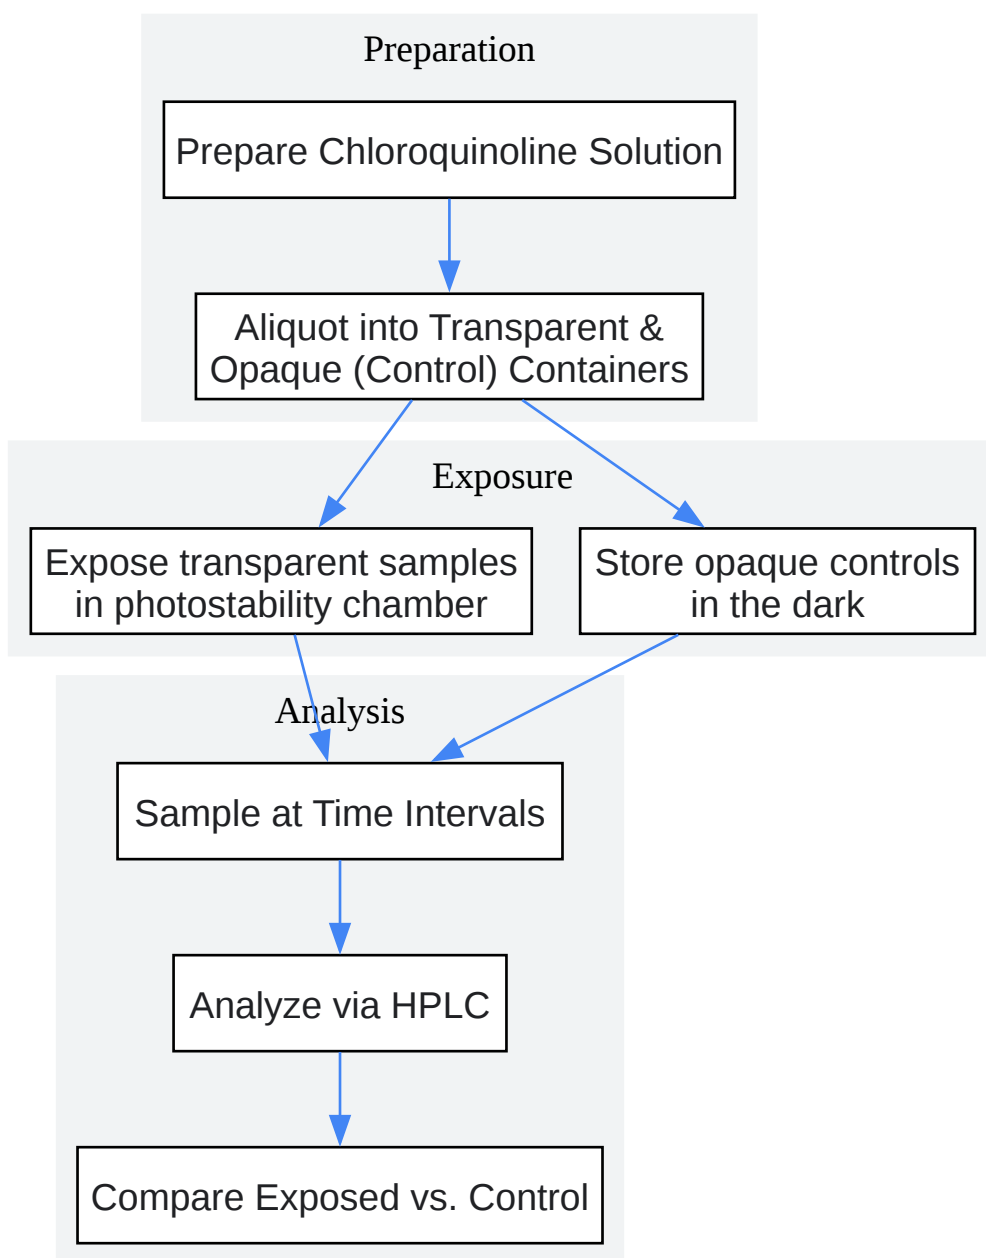 Preparation
Prepare Chloroquinoline Solution
Aliquot into Transparent &
Opaque (Control) Containers
Exposure
Expose transparent samples
in photostability chamber
Store opaque controls
in the dark
Analysis
Sample at Time Intervals
Analyze via HPLC
Compare Exposed vs. Control